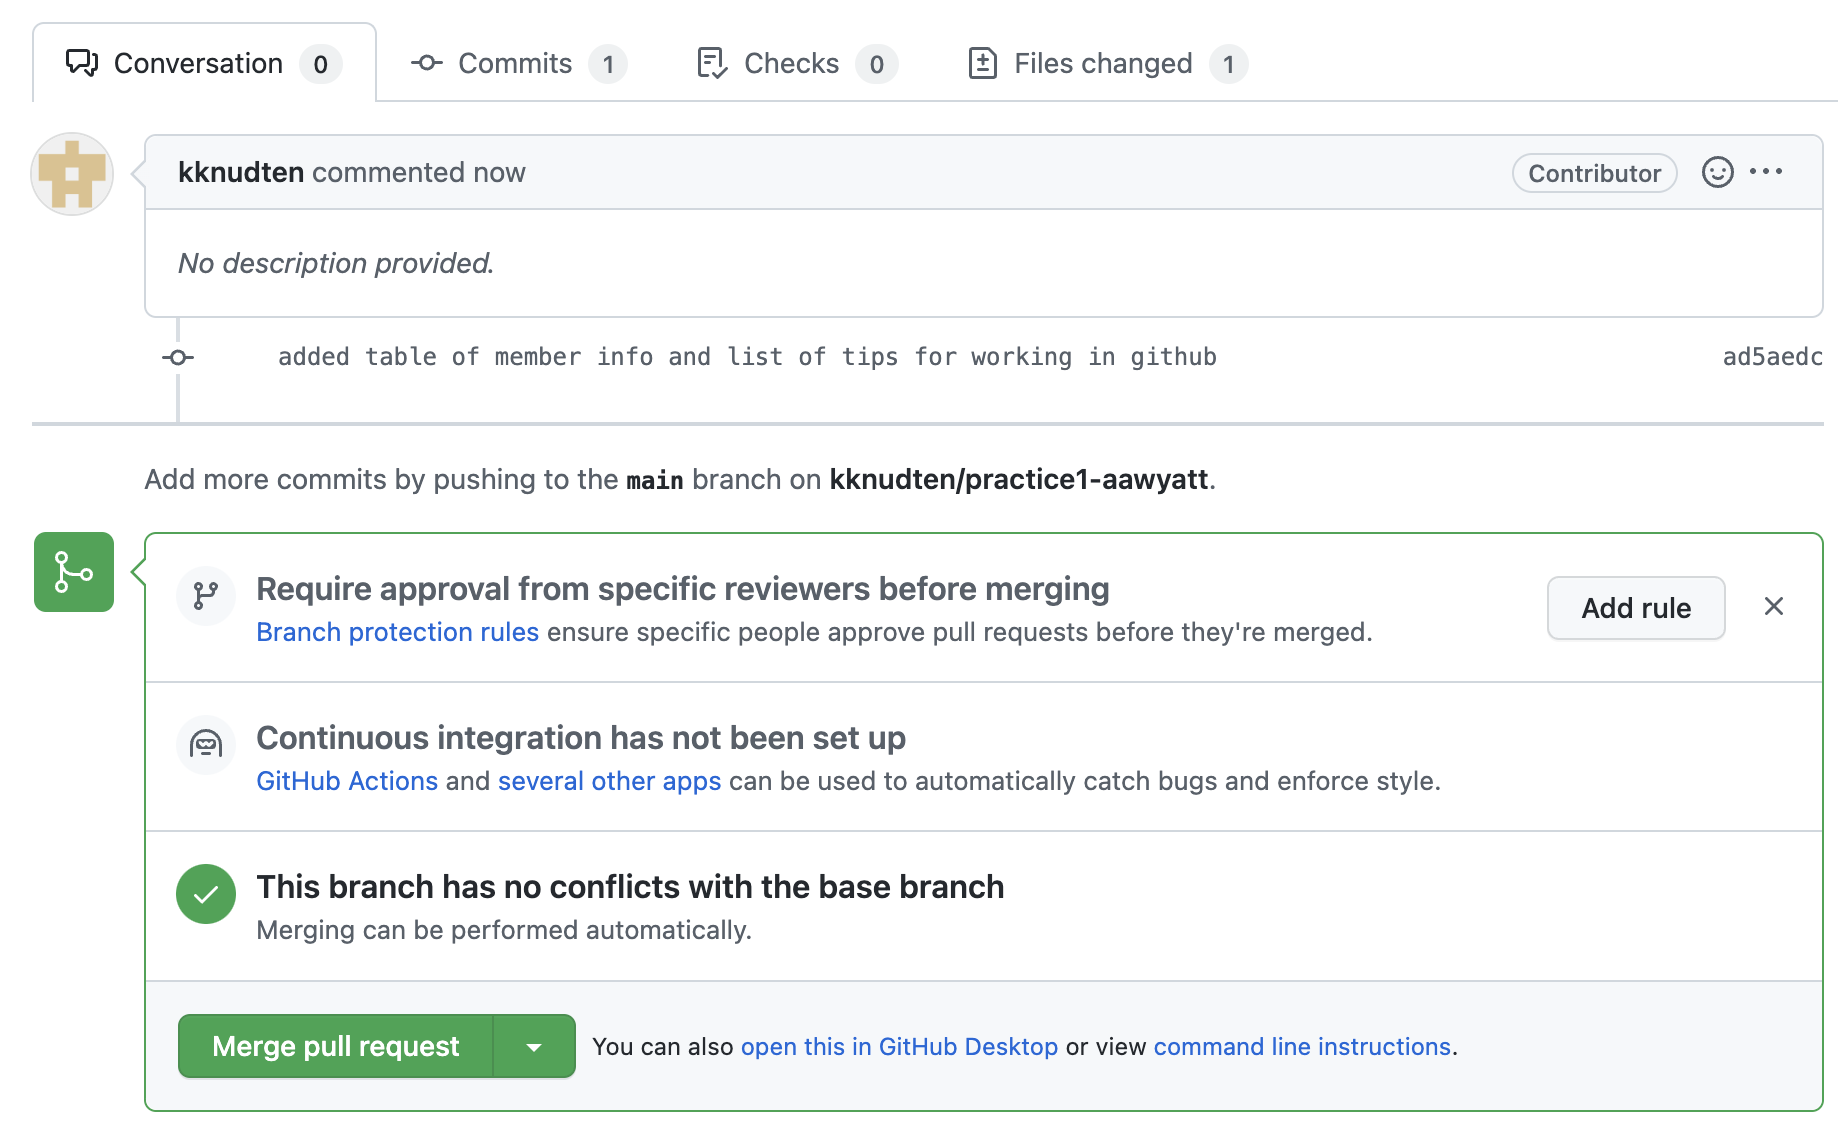 Conversation 0 Commits 1 Checks 0 Files changed 1
kknudten commented now Contributor
No description provided.
added table of member info and list of tips for working in github ad5aedc
Add more commits by pushing to the main branch on kknudten/practice1-aawyatt.
Require approval from specific reviewers before merging
Branch protection rules ensure specific people approve pull requests before they're merged.
Add rule
Continuous integration has not been set up
GitHub Actions and several other apps can be used to automatically catch bugs and enforce style.
This branch has no conflicts with the base branch
Merging can be performed automatically.
Merge pull request You can also open this in GitHub Desktop or view command line instructions.